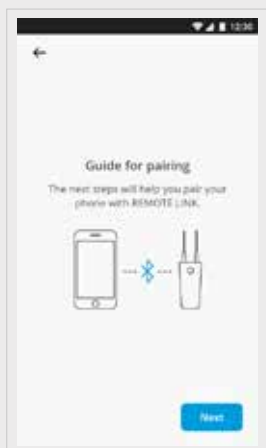 12:30
Guide for pairing
The next steps will help you pair your
phone with REMOTE LINK.
Next